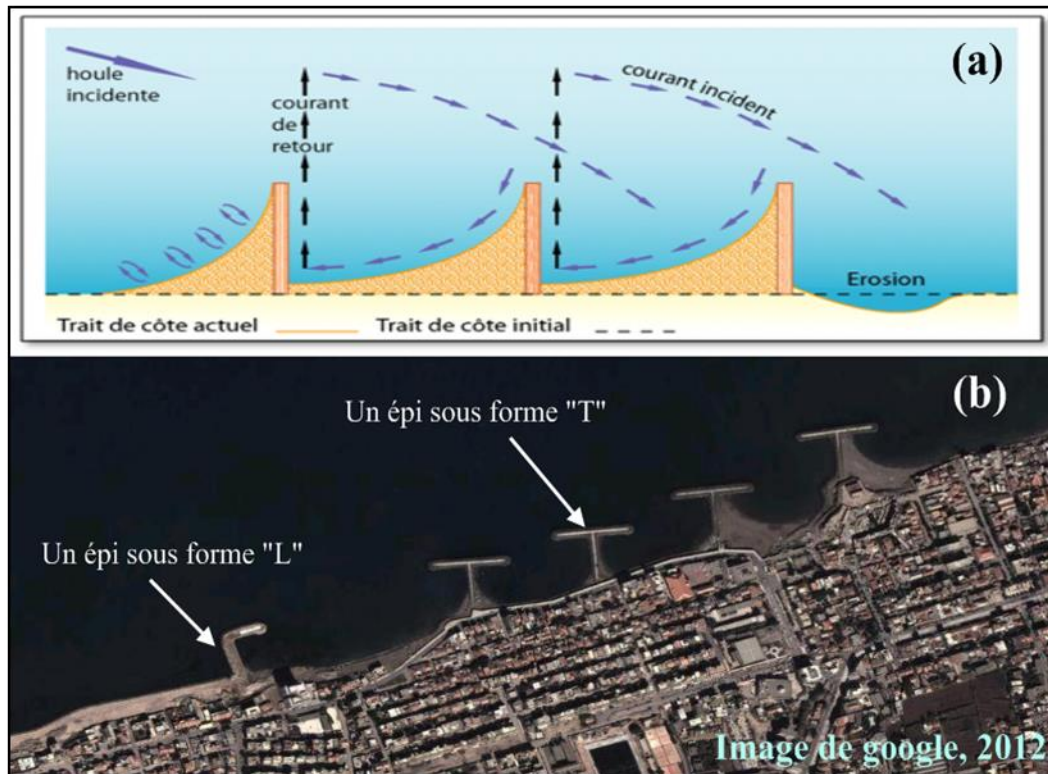 (a)
houle
incidente
courant
de
retour
courant incident
Erosion
Trait de côte actuel
Trait de côte initial
(b)
Un épi sous forme "T"
Un épi sous forme "L"
Image de google, 2012